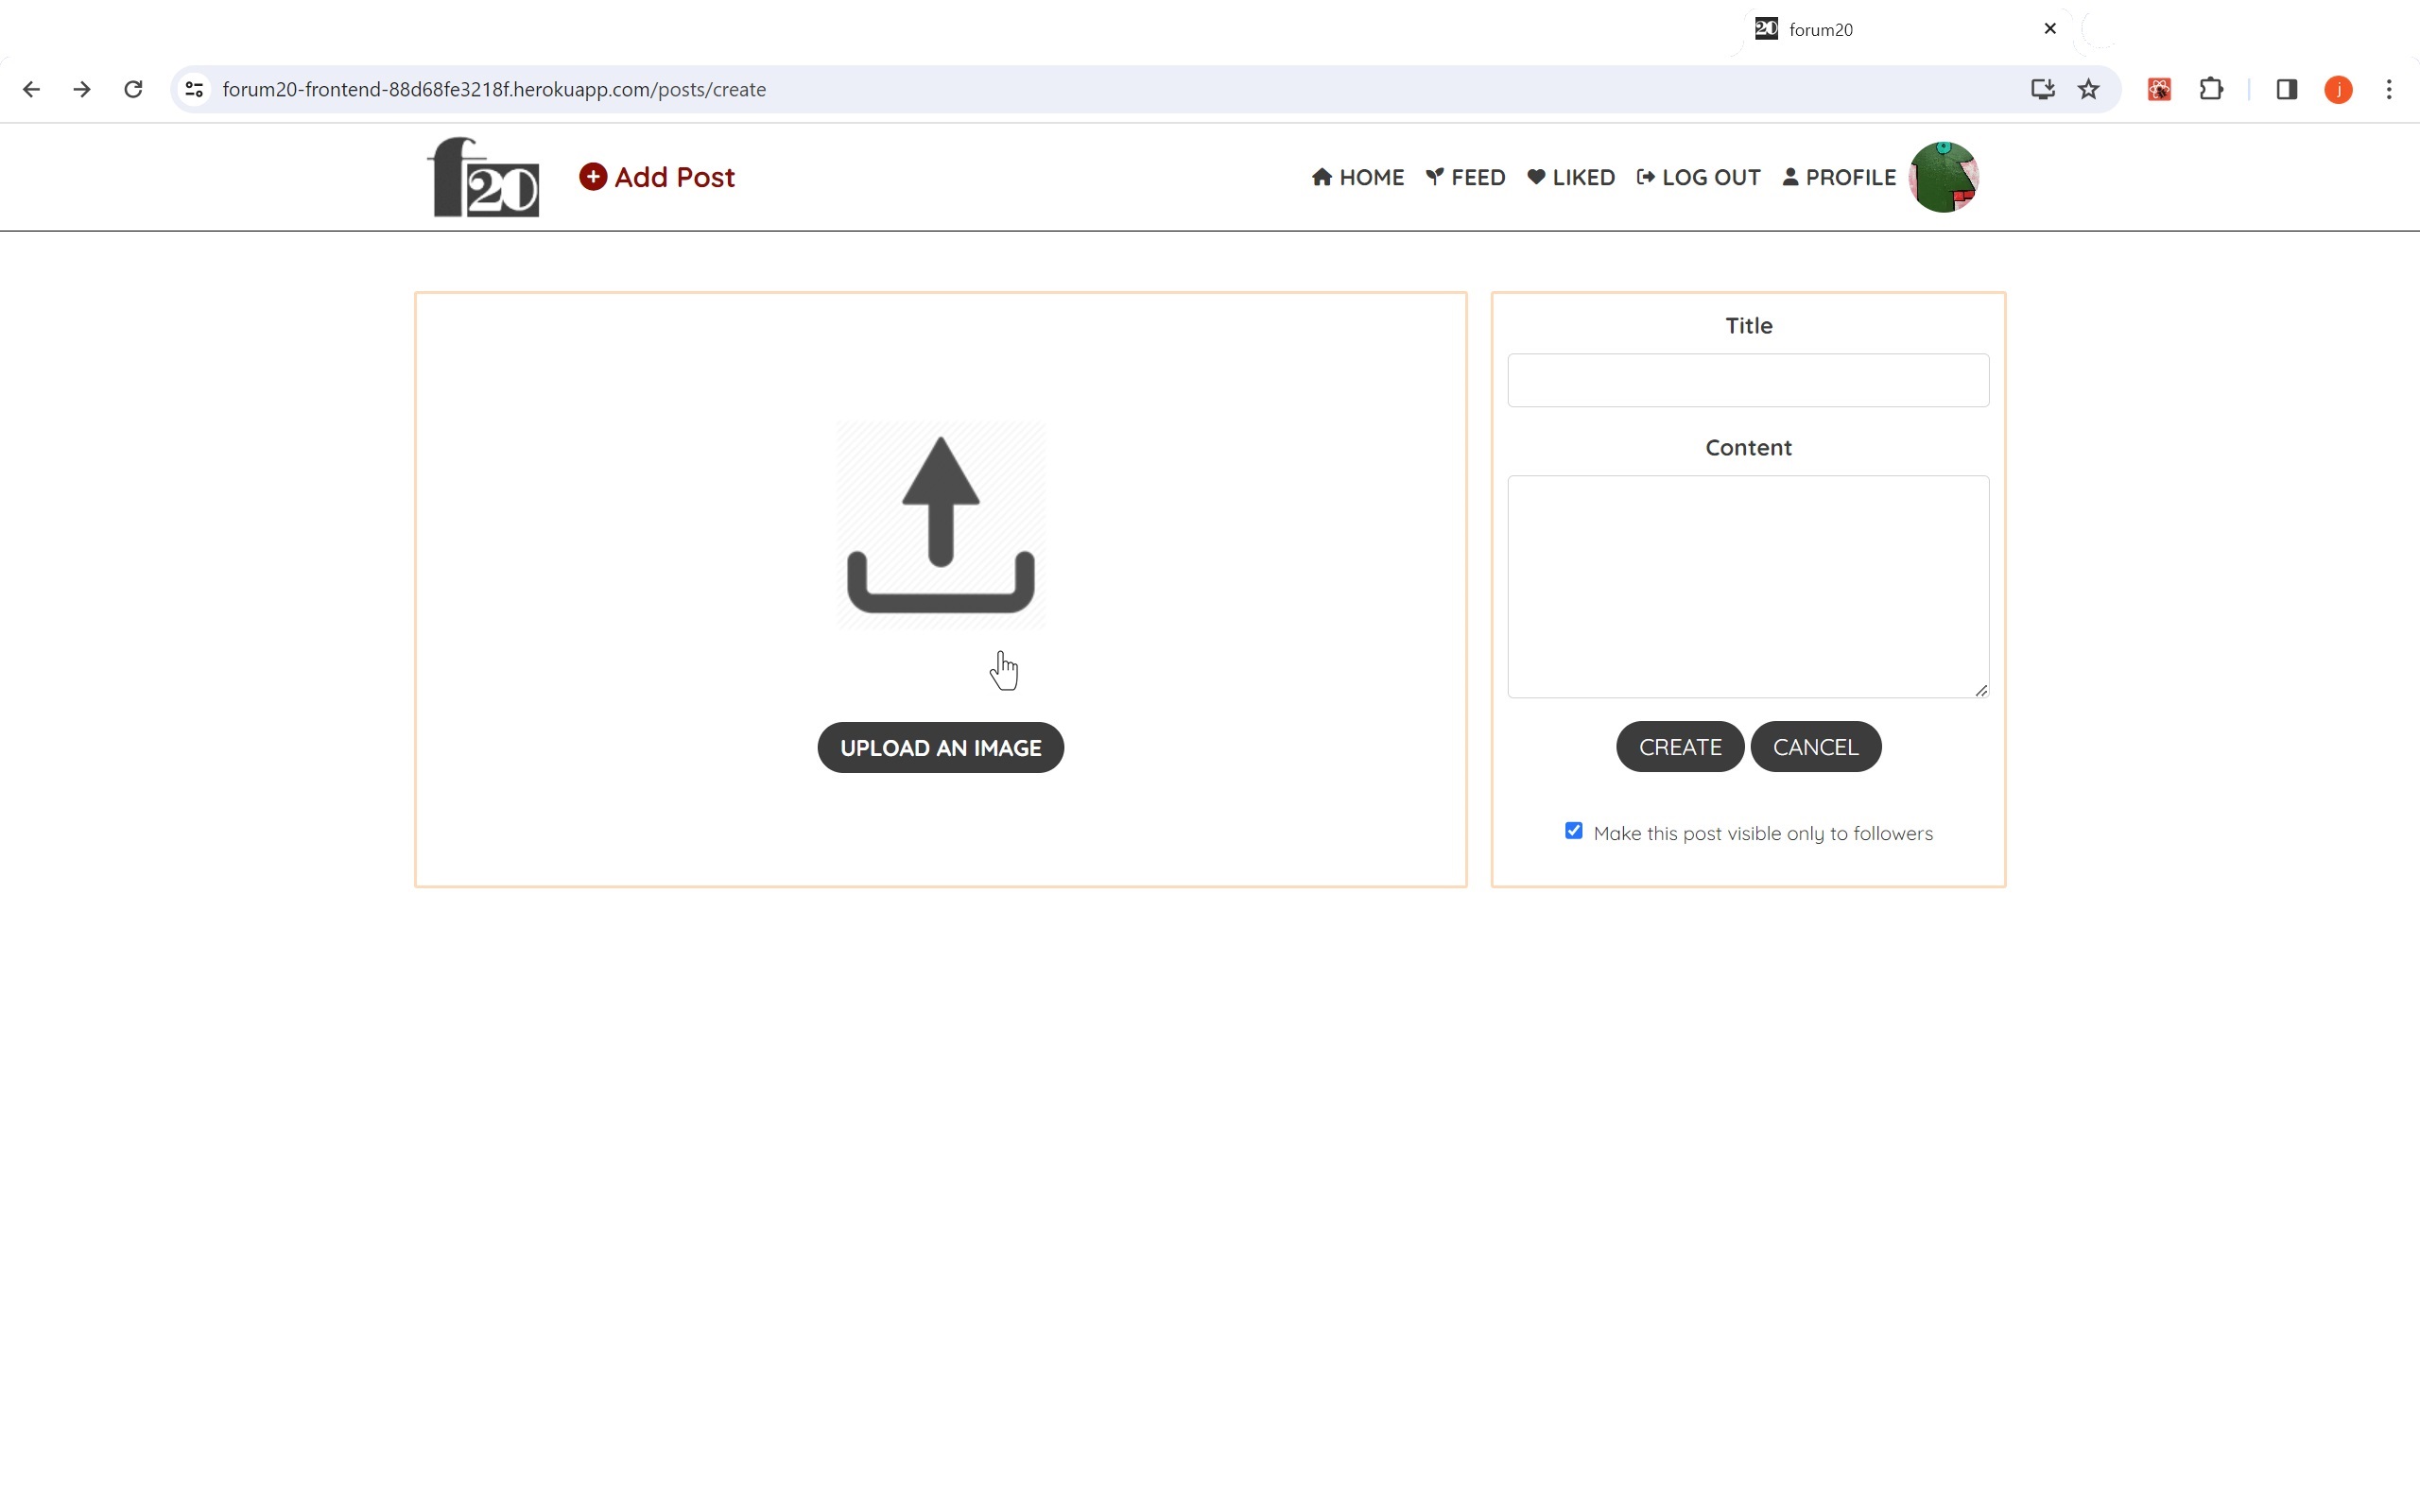 20 forum20
forum20-frontend-88d68fe3218f.herokuapp.com/posts/create
j
f20
Add Post
HOME FEED LIKED LOG OUT PROFILE
Title
Content
UPLOAD AN IMAGE
CREATE CANCEL
Make this post visible only to followers